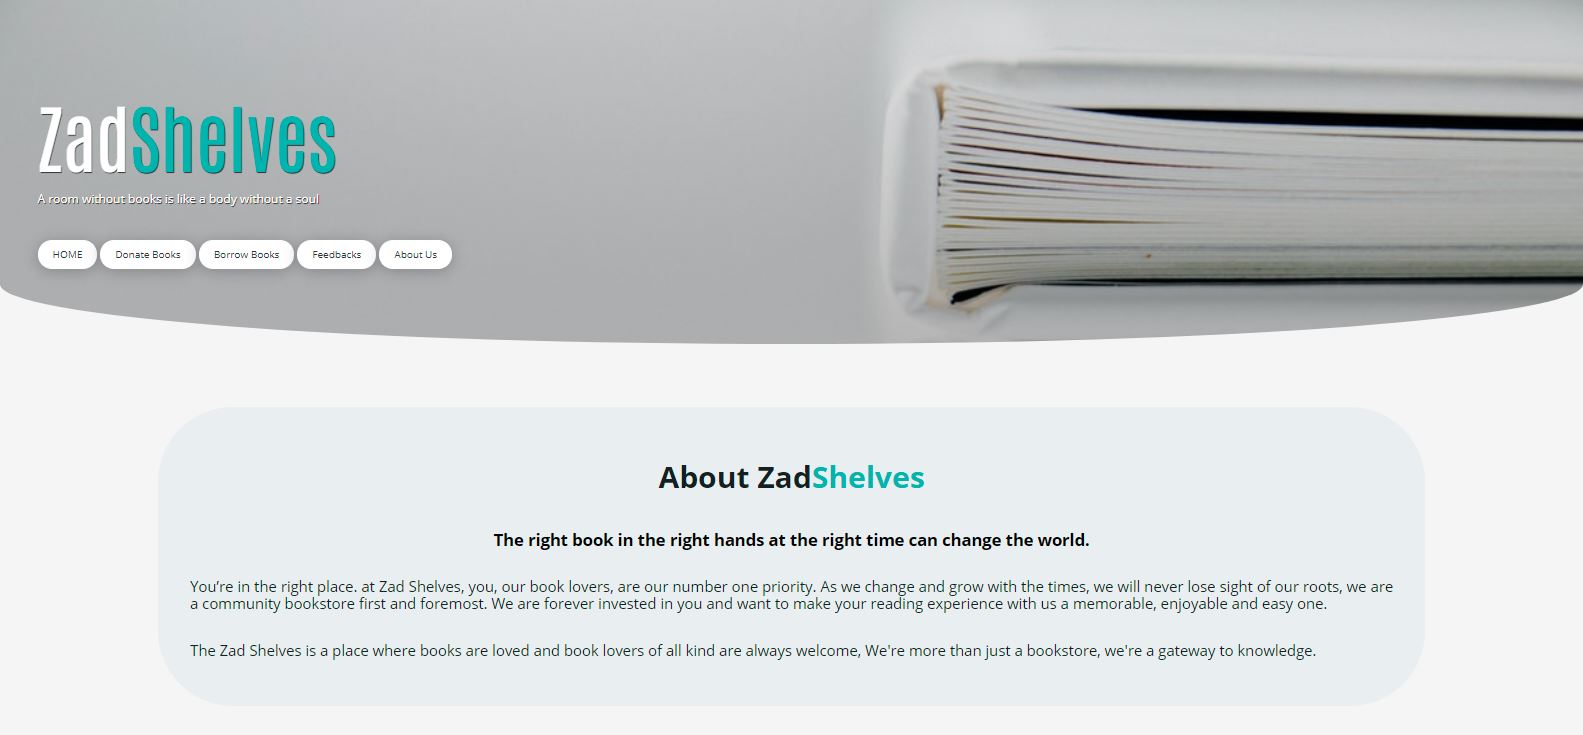 ZadShelves
A room without books is like a body without a soul
HOME Donate Books Borrow Books Feedbacks About Us
About ZadShelves
The right book in the right hands at the right time can change the world.
You’re in the right place. at Zad Shelves, you, our book lovers, are our number one priority. As we change and grow with the times, we will never lose sight of our roots, we are
a community bookstore first and foremost. We are forever invested in you and want to make your reading experience with us a memorable, enjoyable and easy one.
The Zad Shelves is a place where books are loved and book lovers of all kind are always welcome, We're more than just a bookstore, we're a gateway to knowledge.